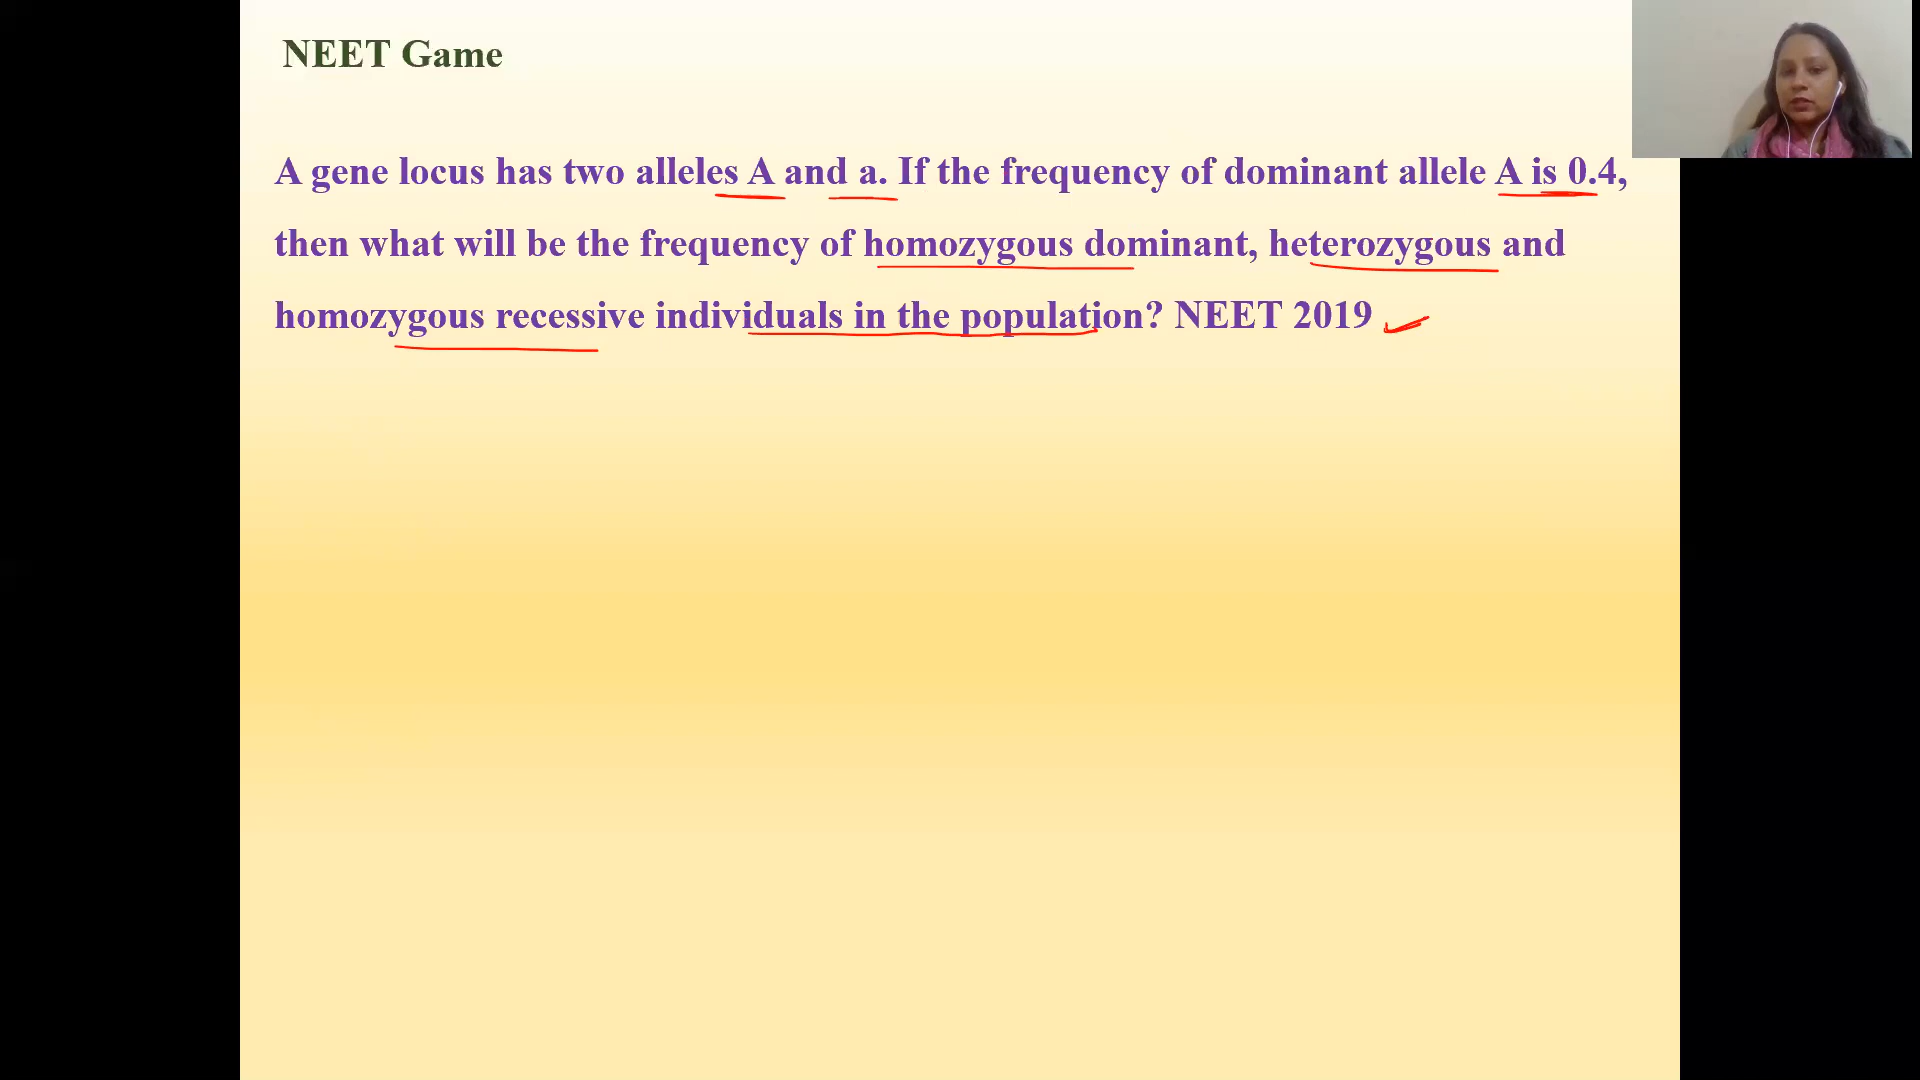 NEET Game
A gene locus has two alleles A and a. If the frequency of dominant allele A is 0.4,
then what will be the frequency of homozygous dominant, heterozygous and
homozygous recessive individuals in the population? NEET 2019